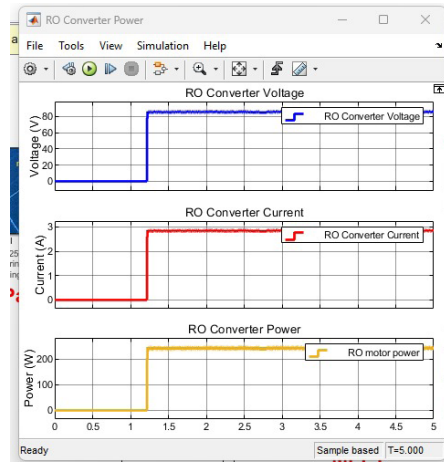 RO Converter Power
File Tools View Simulation Help
RO Converter Voltage
RO Converter Voltage
Voltage (V)
80
60
40
20
0
RO Converter Current
RO Converter Current
Current (A)
3
2
1
0
RO Converter Power
RO motor power
Power (W)
200
100
0
0 0.5 1 1.5 2 2.5 3 3.5 4 4.5 5
Ready Sample based T=5.000